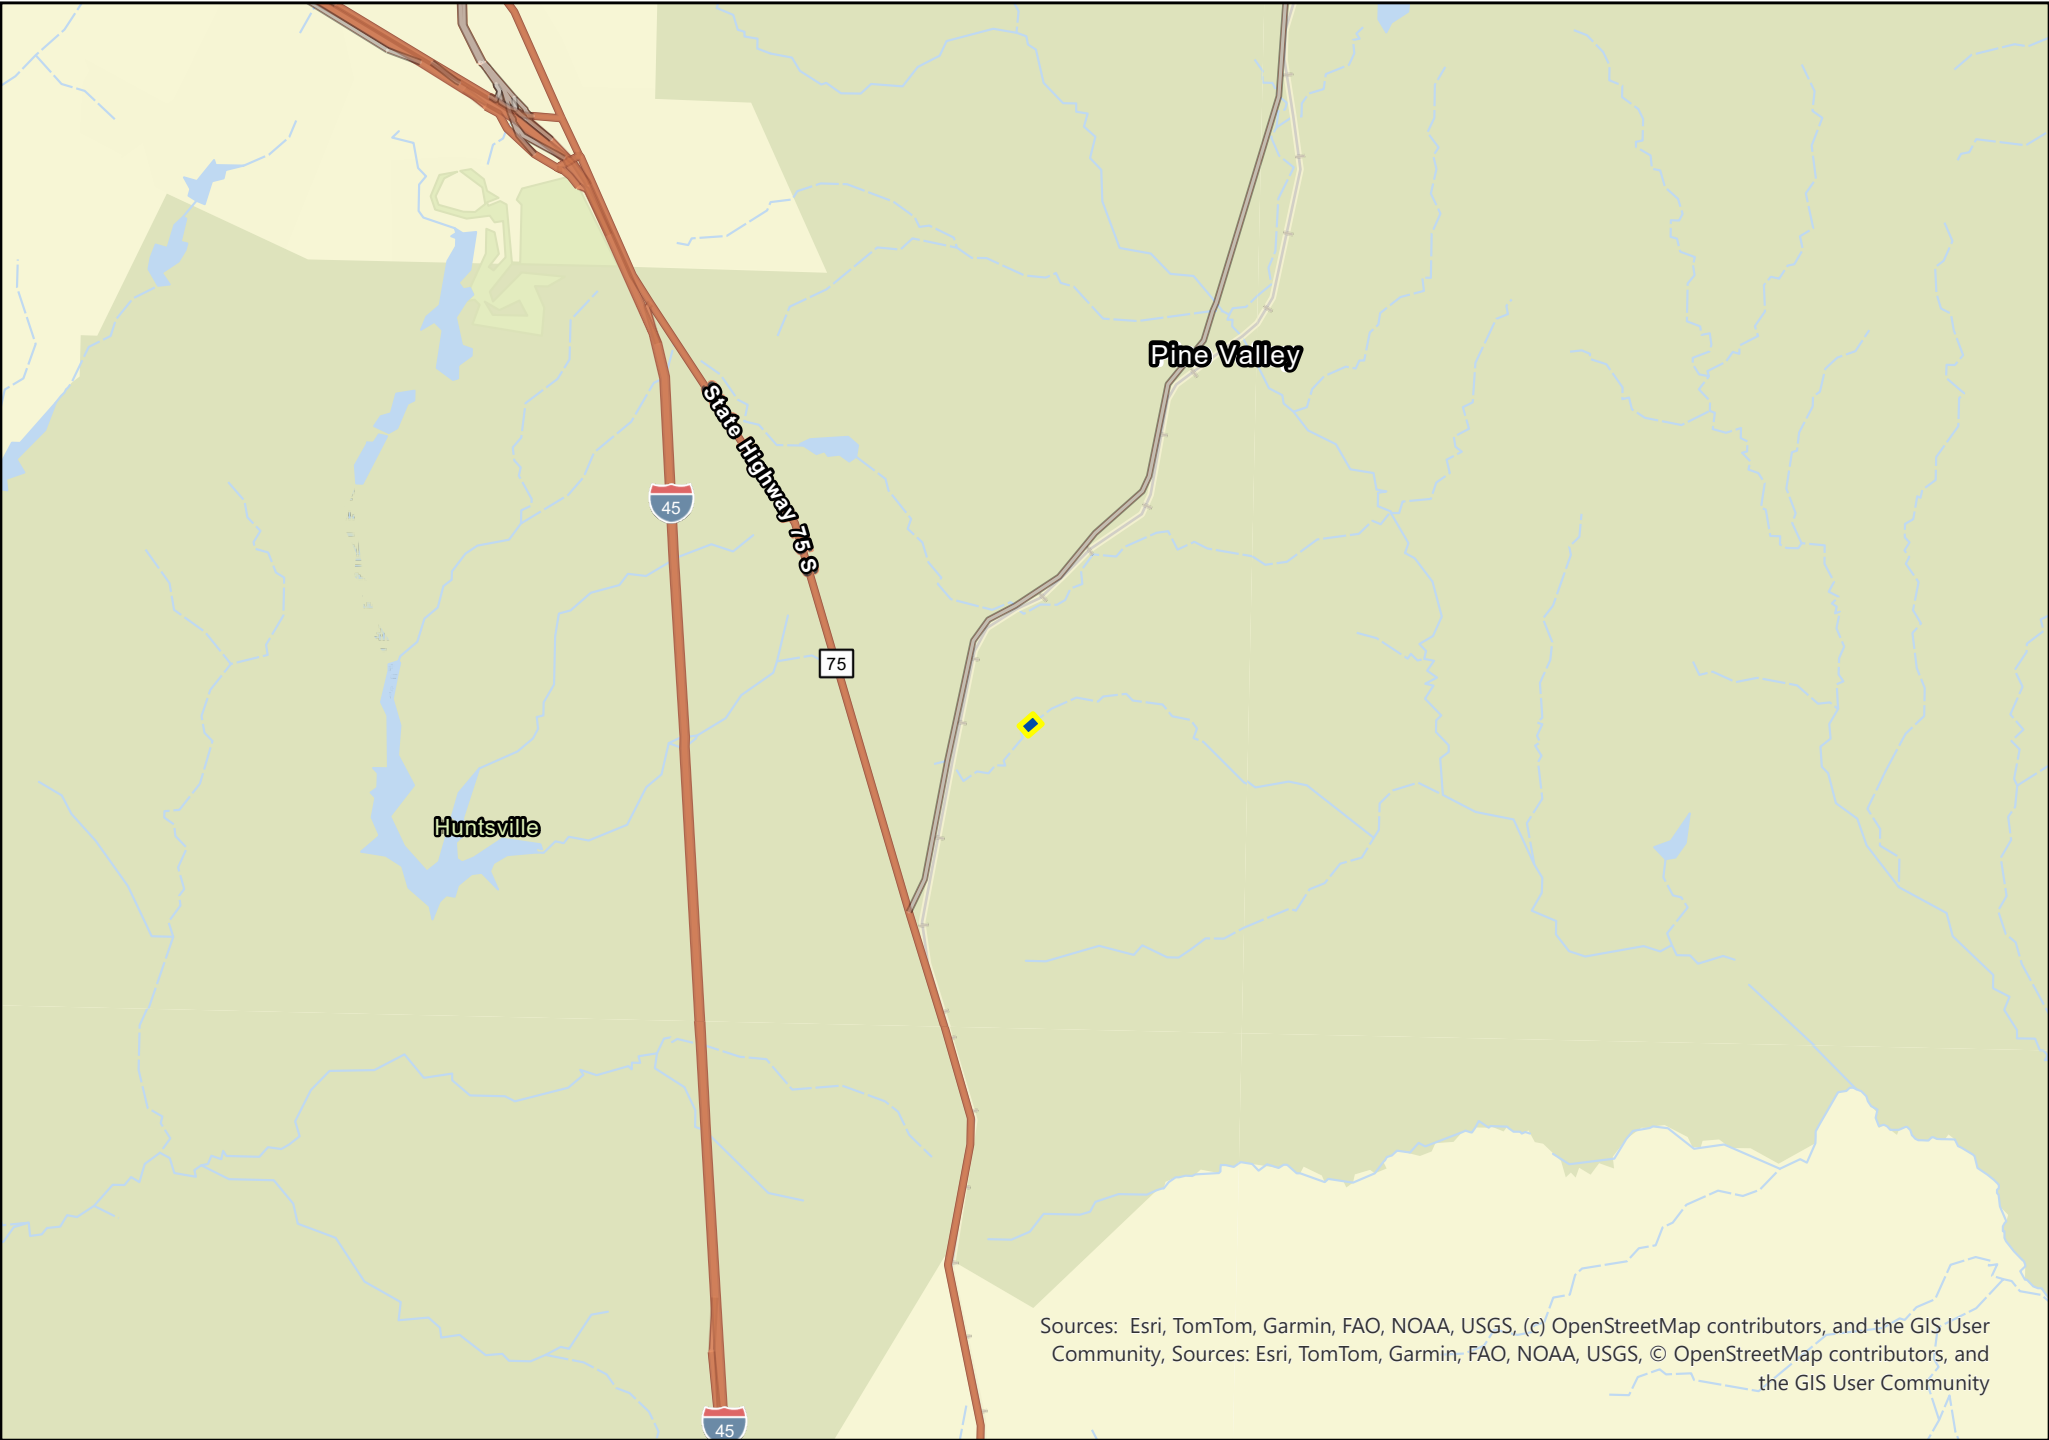 Pine Valley
State Highway 75 S
45
75
Huntsville
Sources:  Esri, TomTom, Garmin, FAO, NOAA, USGS, (c) OpenStreetMap contributors, and the GIS User
Community, Sources: Esri, TomTom, Garmin, FAO, NOAA, USGS, © OpenStreetMap contributors, and
the GIS User Community
45